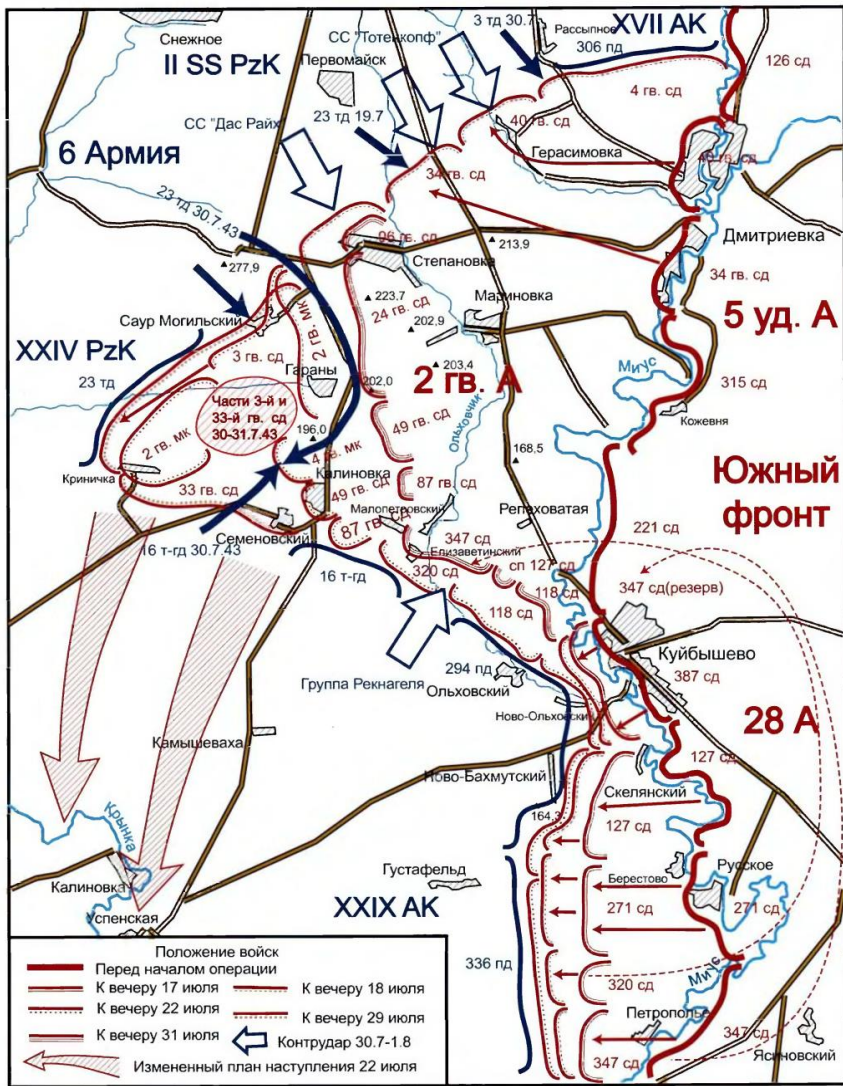 Снежное
II SS PzK
СС "Тотенкопф"
Первомайск
3 тд 30.7
Рассыпное
306 пд
XVII АК
126 сд
4 гв. сд
СС "Дас Райх"
23 тд 19.7
40 гв. сд
Герасимовка
40 гв. сд
6 Армия
34 гв. сд
23 тд 30.7.43
96 гв. сд
Степановка
213,9
Дмитриевка
34 гв. сд
277,9
223,7
24 гв. сд
Мариновка
5 уд. А
Саур Могильский
2 гв. мк
202,9
XXIV PzK
3 гв. сд
203,4
Миус
23 тд
Гараны
202,0
2 гв. А
315 сд
Части 3-й и
33-й гв. сд
30-31.7.43
Ольховчик
49 гв. сд
Кожевня
2 гв. мк
196,0
4 гв. мк
168,5
Южный
фронт
Криничка
Калиновка
87 гв. сд
33 гв. сд
49 гв. сд
Малопетровский
Репеховатая
Семеновский
87 гв. сд
347 сд
221 сд
16 т-гд 30.7.43
Елизаветинский
сп 127 сд
16 т-гд
320 сд
118 сд
347 сд(резерв)
118 сд
Куйбышево
294 пд
387 сд
Группа Рекнагеля
Ольховский
Ново-Ольховский
28 А
Камышеваха
Ново-Бахмутский
127 сд
Скелянский
164,3
127 сд
Крынка
Густафельд
Берестово
Русское
Калиновка
XXIX АК
271 сд
271 сд
Успенская
336 пд
Миус
320 сд
Петрополье
347 сд
347 сд
Ясиновский
Положение войск
Перед началом операции
К вечеру 17 июля
К вечеру 18 июля
К вечеру 22 июля
К вечеру 29 июля
К вечеру 31 июля
Контрудар 30.7-1.8
Измененный план наступления 22 июля